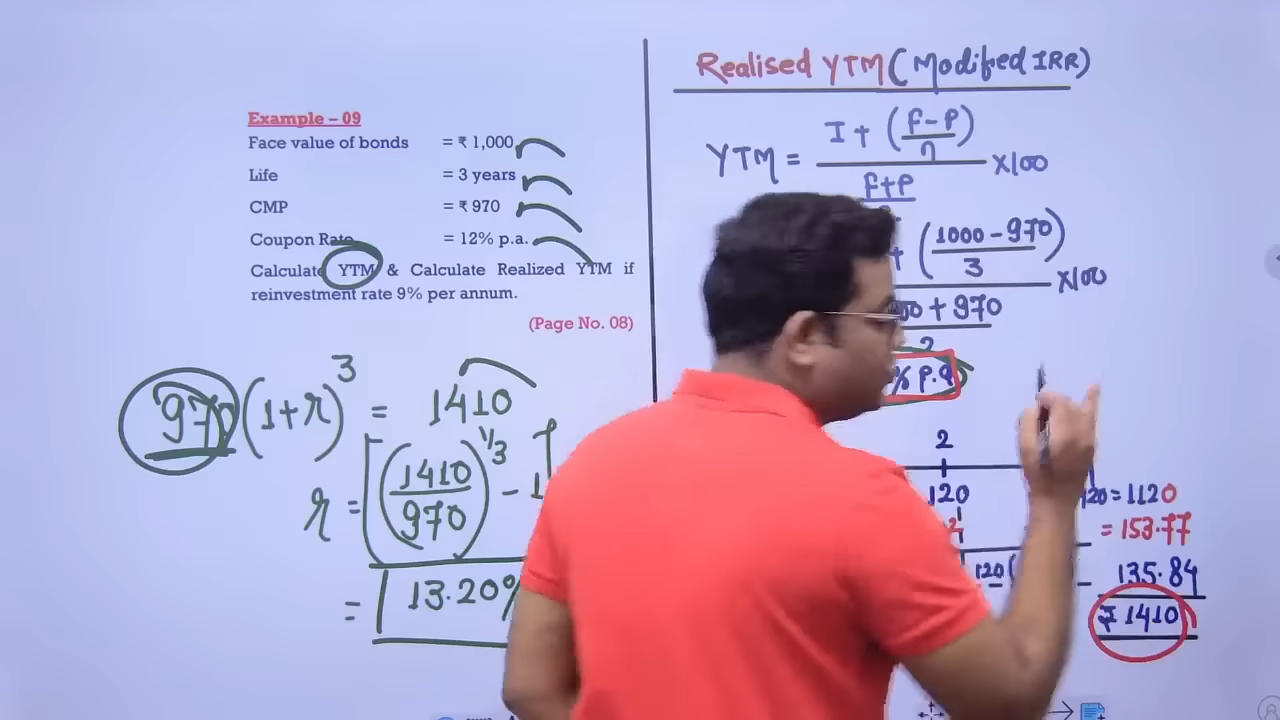 Example – 09
Face value of bonds = ₹ 1,000
Life = 3 years
CMP = ₹ 970
Coupon Rate = 12% p.a.
Calculate YTM & Calculate Realized YTM if
reinvestment rate 9% per annum.
(Page No. 08)
970 (1+r)^3 = 1410
r = [(1410/970)^1/3 - 1
= 13.20%
Realised YTM (Modified IRR)
YTM = I + (F-P/n) / F+P ×100
+ (1000-970/3) / 00+970/2 ×100
% P.a
2
120 120 = 1120
= 153.77
120( 135.84
₹ 1410